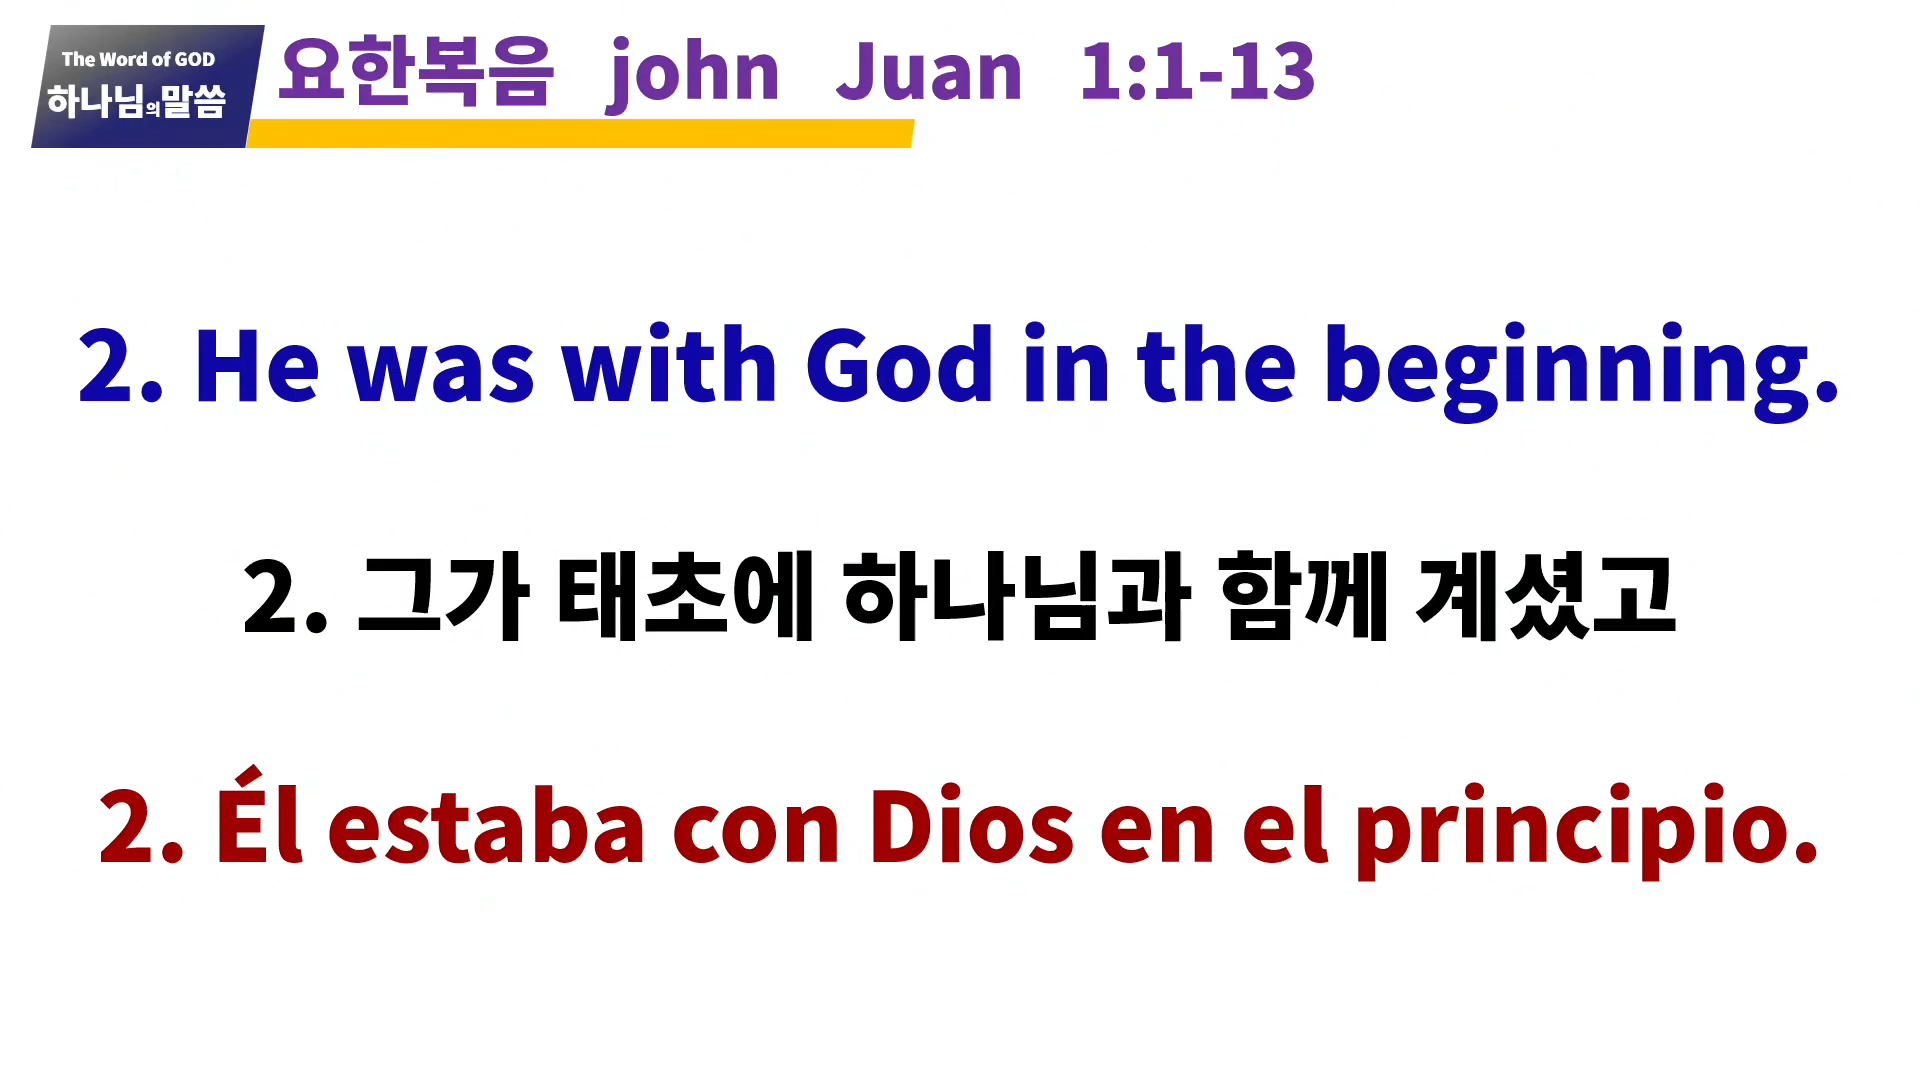 The Word of GOD
하나님의말씀
요한복음 john Juan 1:1-13
2. He was with God in the beginning.
2. 그가 태초에 하나님과 함께 계셨고
2. Él estaba con Dios en el principio.